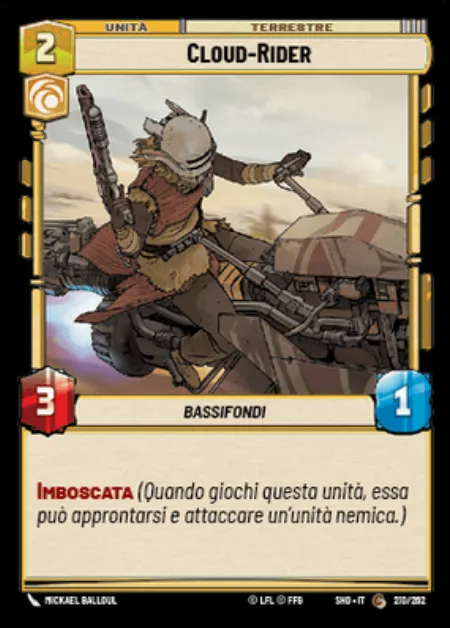 UNITÀ
TERRESTRE
2
CLOUD-RIDER
3
BASSIFONDI
1
IMBOSCATA (Quando giochi questa unità, essa
può approntarsi e attaccare un'unità nemica.)
MICKAEL BALLOUL
© LFL ℗ FFG
SHD • IT
C
210/262